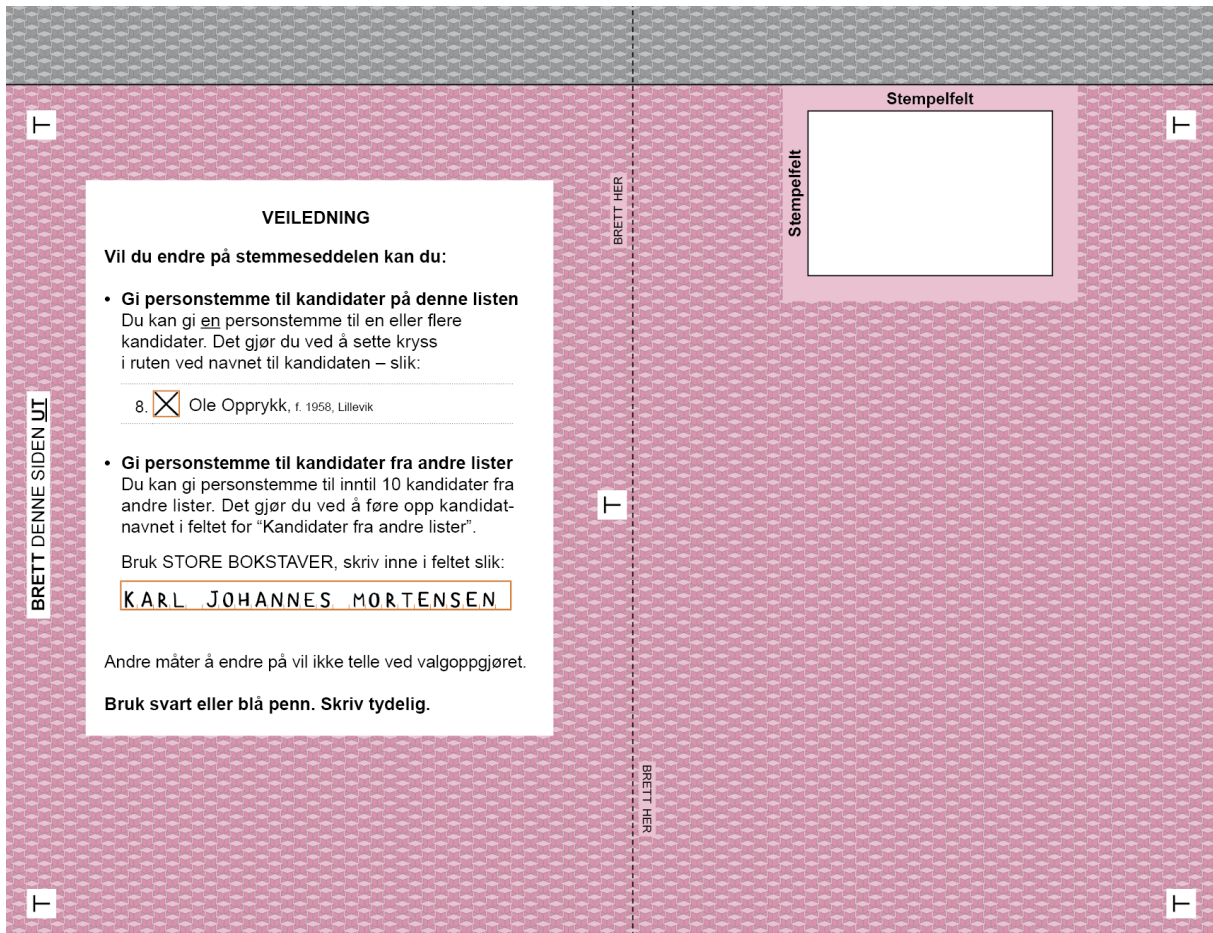 Stempelfelt
Stempelfelt
T
T
BRETT HER
VEILEDNING
Vil du endre på stemmeseddelen kan du:
• Gi personstemme til kandidater på denne listen
Du kan gi en personstemme til en eller flere
kandidater. Det gjør du ved å sette kryss
i ruten ved navnet til kandidaten – slik:
8. X Ole Opprykk, f. 1958, Lillevik
• Gi personstemme til kandidater fra andre lister
Du kan gi personstemme til inntil 10 kandidater fra
andre lister. Det gjør du ved å føre opp kandidat-
navnet i feltet for “Kandidater fra andre lister”.
Bruk STORE BOKSTAVER, skriv inne i feltet slik:
KARL JOHANNES MORTENSEN
Andre måter å endre på vil ikke telle ved valgoppgjøret.
Bruk svart eller blå penn. Skriv tydelig.
BRETT DENNE SIDEN UT
T
BRETT HER
T
T